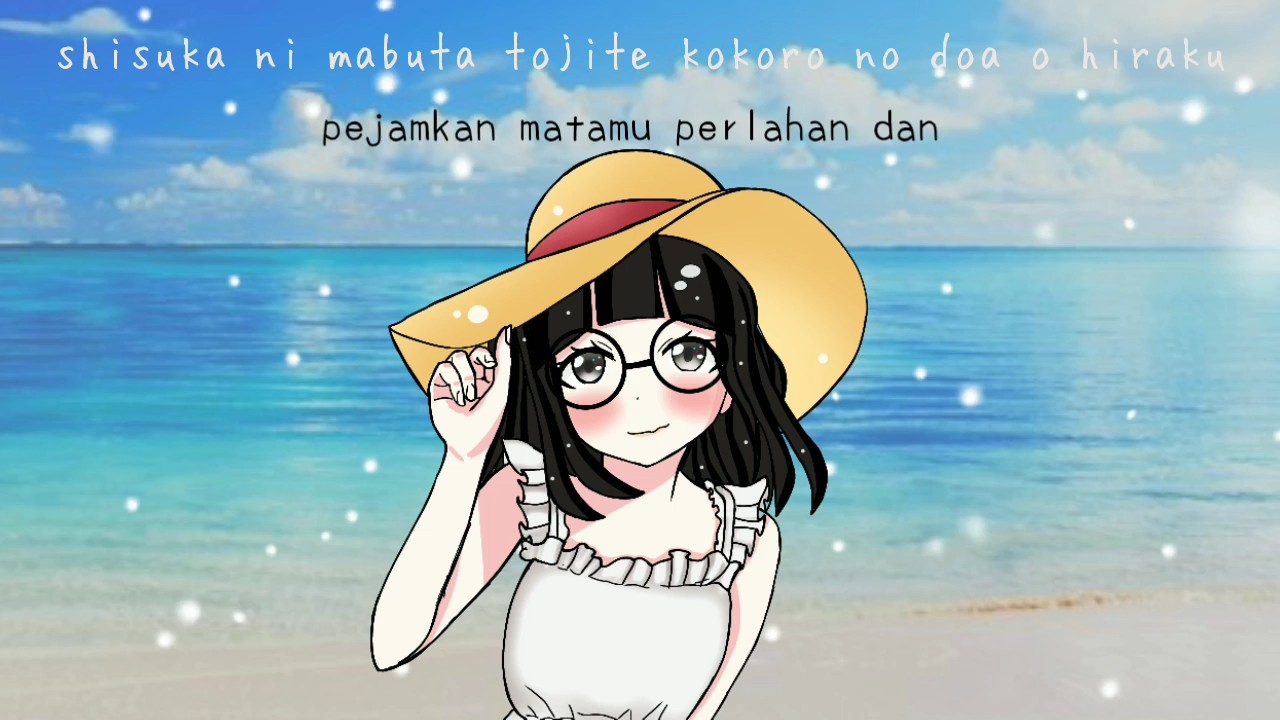 shisuka ni mabuta tojite kokoro no doa o hiraku
pejamkan matamu perlahan dan